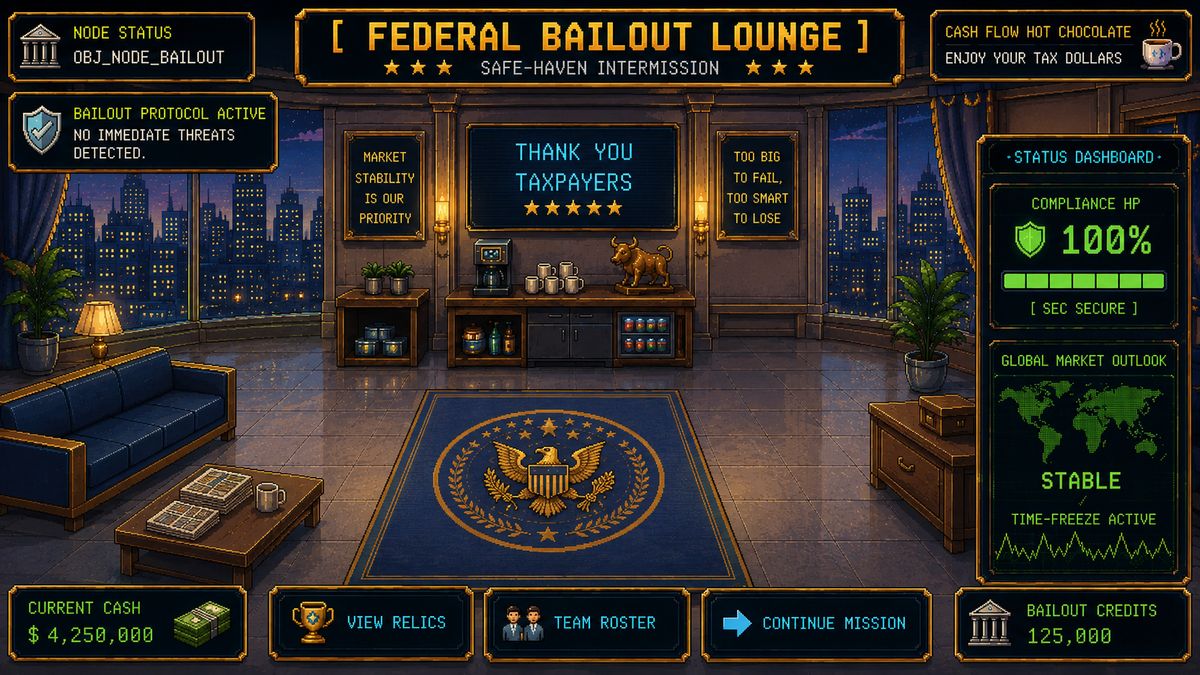 NODE STATUS
OBJ_NODE_BAILOUT
[ FEDERAL BAILOUT LOUNGE ]
SAFE-HAVEN INTERMISSION
CASH FLOW HOT CHOCOLATE
ENJOY YOUR TAX DOLLARS
BAILOUT PROTOCOL ACTIVE
NO IMMEDIATE THREATS
DETECTED.
MARKET
STABILITY
IS OUR
PRIORITY
THANK YOU
TAXPAYERS
TOO BIG
TO FAIL,
TOO SMART
TO LOSE
·STATUS DASHBOARD·
COMPLIANCE HP
100%
[ SEC SECURE ]
GLOBAL MARKET OUTLOOK
STABLE
TIME-FREEZE ACTIVE
CURRENT CASH
$ 4,250,000
VIEW RELICS
TEAM ROSTER
CONTINUE MISSION
BAILOUT CREDITS
125,000